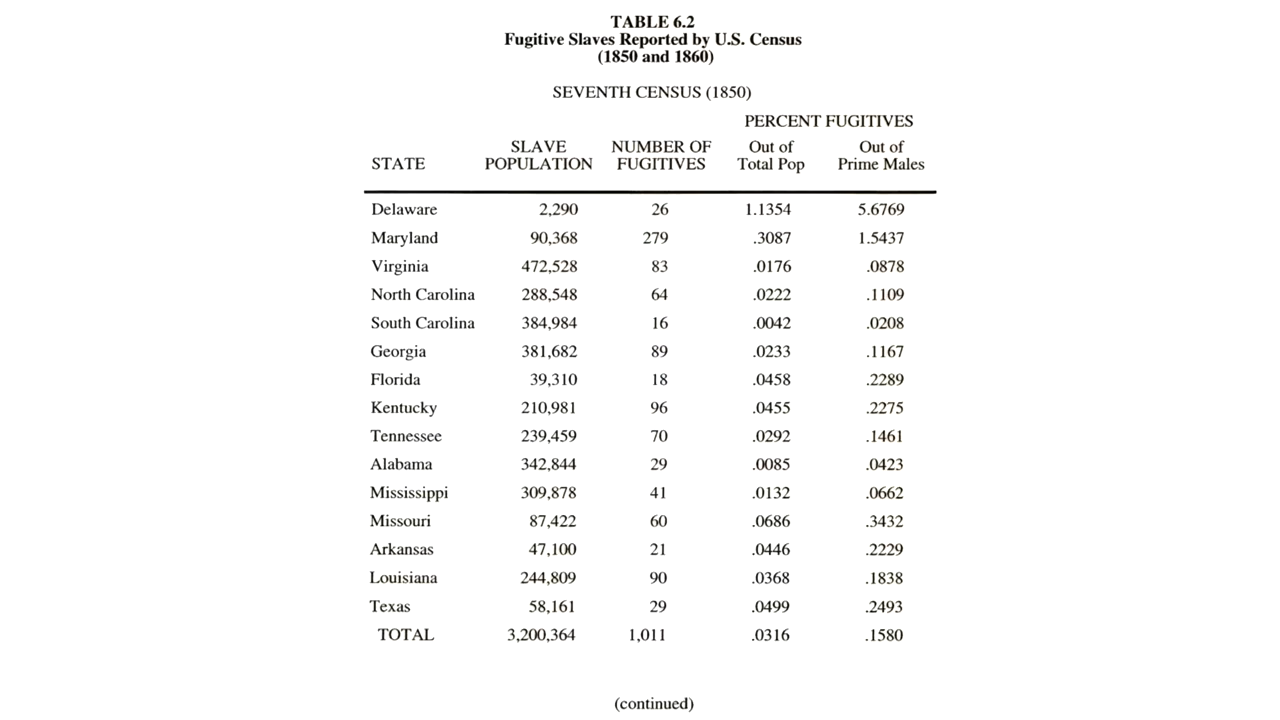 TABLE 6.2
Fugitive Slaves Reported by U.S. Census
(1850 and 1860)
SEVENTH CENSUS (1850)
PERCENT FUGITIVES
SLAVE NUMBER OF Out of Out of
STATE POPULATION FUGITIVES Total Pop Prime Males
Delaware 2,290 26 1.1354 5.6769
Maryland 90,368 279 .3087 1.5437
Virginia 472,528 83 .0176 .0878
North Carolina 288,548 64 .0222 .1109
South Carolina 384,984 16 .0042 .0208
Georgia 381,682 89 .0233 .1167
Florida 39,310 18 .0458 .2289
Kentucky 210,981 96 .0455 .2275
Tennessee 239,459 70 .0292 .1461
Alabama 342,844 29 .0085 .0423
Mississippi 309,878 41 .0132 .0662
Missouri 87,422 60 .0686 .3432
Arkansas 47,100 21 .0446 .2229
Louisiana 244,809 90 .0368 .1838
Texas 58,161 29 .0499 .2493
TOTAL 3,200,364 1,011 .0316 .1580
(continued)